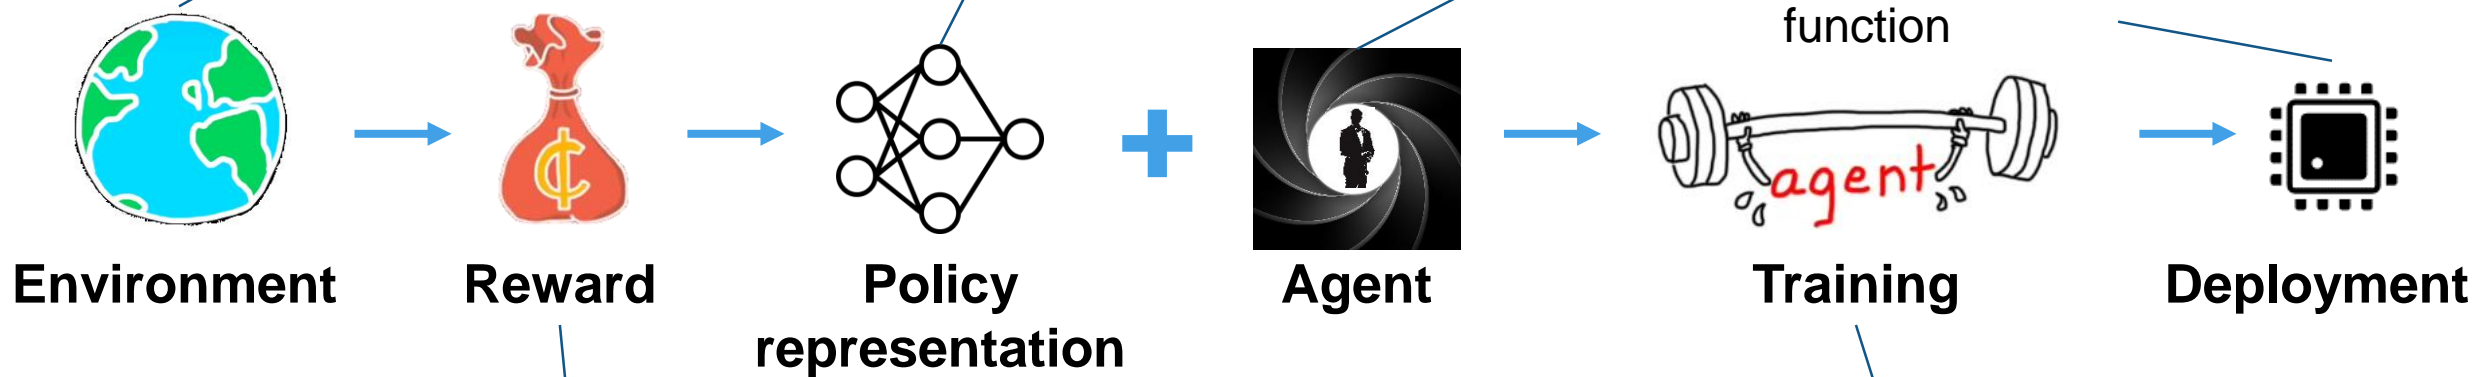 function
¢
agent
Environment
Reward
Policy
representation
Agent
Training
Deployment